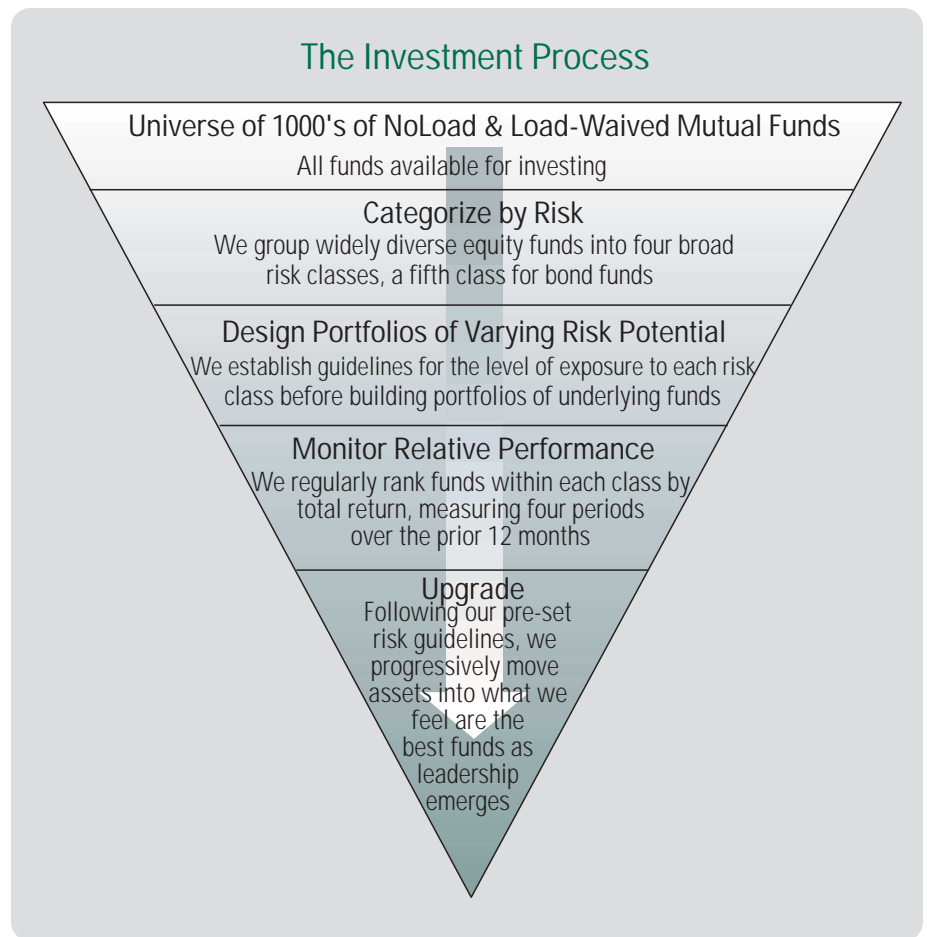 The Investment Process
Universe of 1000's of NoLoad & Load-Waived Mutual Funds
All funds available for investing
Categorize by Risk
We group widely diverse equity funds into four broad
risk classes, a fifth class for bond funds
Design Portfolios of Varying Risk Potential
We establish guidelines for the level of exposure to each risk
class before building portfolios of underlying funds
Monitor Relative Performance
We regularly rank funds within each class by
total return, measuring four periods
over the prior 12 months
Upgrade
Following our pre-set
risk guidelines, we
progressively move
assets into what we
feel are the
best funds as
leadership
emerges